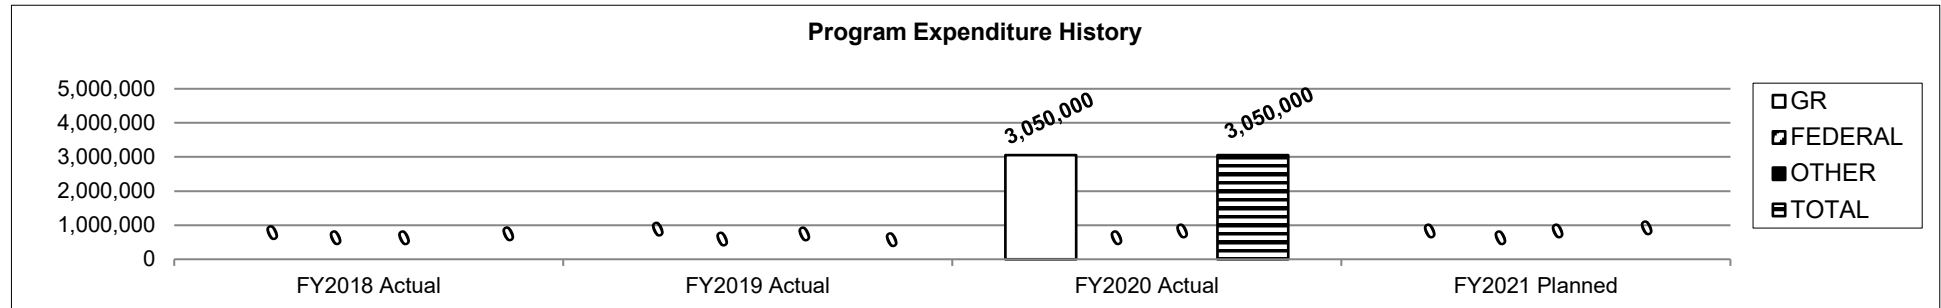 Program Expenditure History
5,000,000
4,000,000
3,000,000
2,000,000
1,000,000
0
0 0 0 0
0 0 0 0
3,050,000 0 0 3,050,000
0 0 0 0
FY2018 Actual FY2019 Actual FY2020 Actual FY2021 Planned
GR
FEDERAL
OTHER
TOTAL